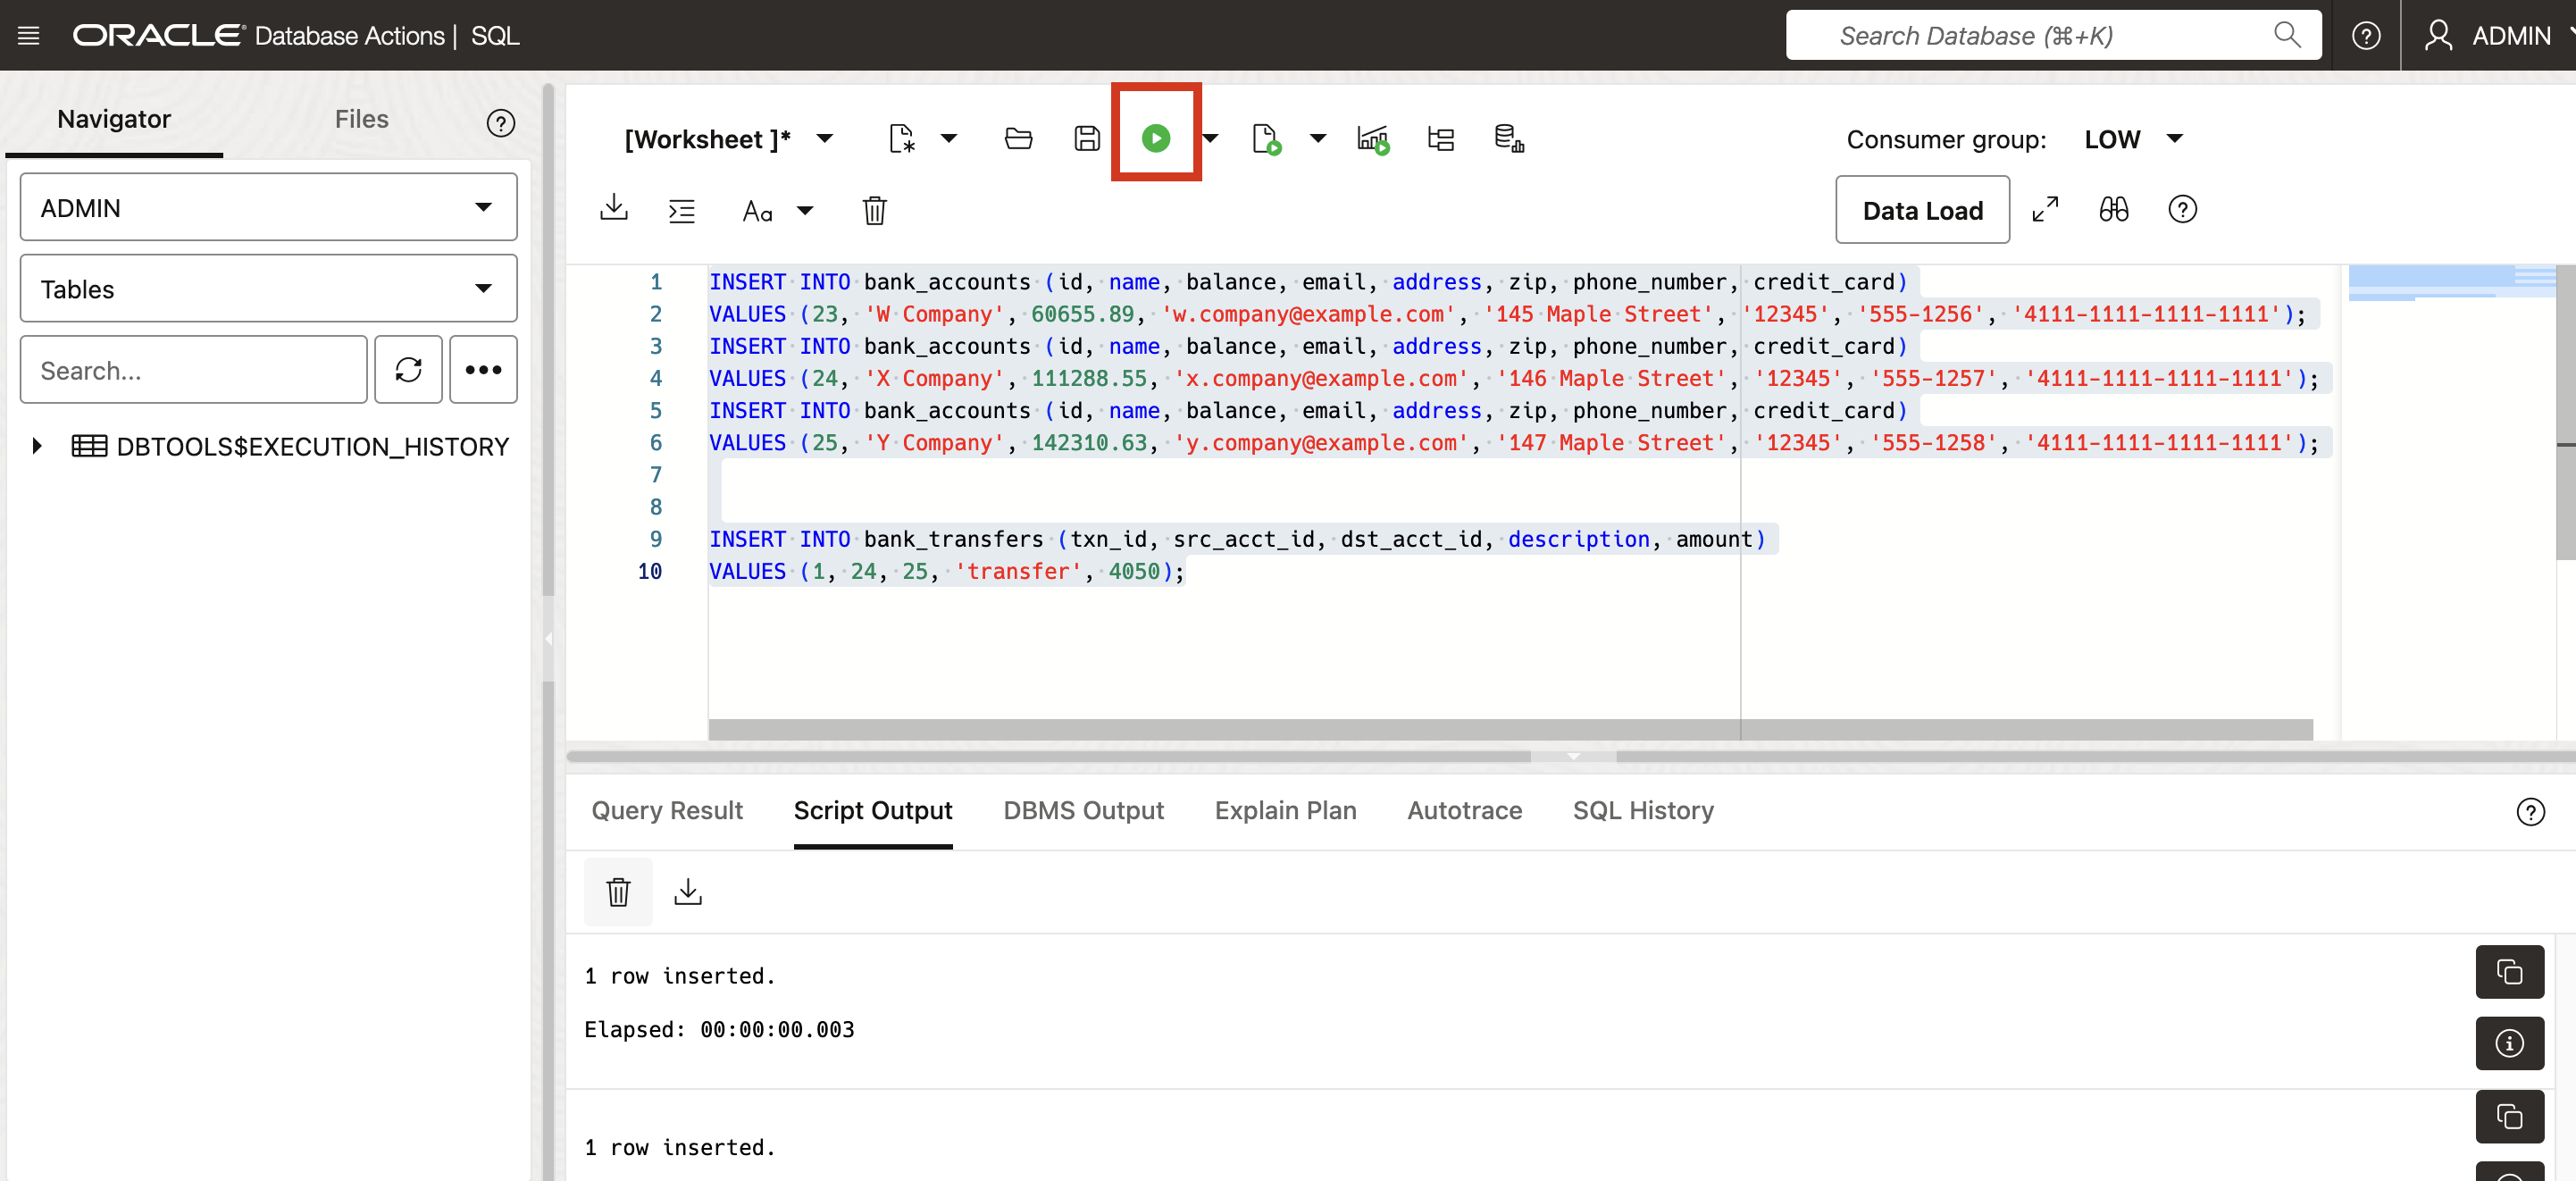 ORACLE Database Actions | SQL
Search Database (⌘+K)
ADMIN
Navigator
Files
ADMIN
Tables
Search...
DBTOOLS$EXECUTION_HISTORY
[Worksheet ]*
Consumer group: LOW
Aa
Data Load
1 INSERT INTO bank_accounts (id, name, balance, email, address, zip, phone_number, credit_card)
2 VALUES (23, 'W Company', 60655.89, 'w.company@example.com', '145 Maple Street', '12345', '555-1256', '4111-1111-1111-1111');
3 INSERT INTO bank_accounts (id, name, balance, email, address, zip, phone_number, credit_card)
4 VALUES (24, 'X Company', 111288.55, 'x.company@example.com', '146 Maple Street', '12345', '555-1257', '4111-1111-1111-1111');
5 INSERT INTO bank_accounts (id, name, balance, email, address, zip, phone_number, credit_card)
6 VALUES (25, 'Y Company', 142310.63, 'y.company@example.com', '147 Maple Street', '12345', '555-1258', '4111-1111-1111-1111');
7
8
9 INSERT INTO bank_transfers (txn_id, src_acct_id, dst_acct_id, description, amount)
10 VALUES (1, 24, 25, 'transfer', 4050);
Query Result
Script Output
DBMS Output
Explain Plan
Autotrace
SQL History
1 row inserted.
Elapsed: 00:00:00.003
1 row inserted.